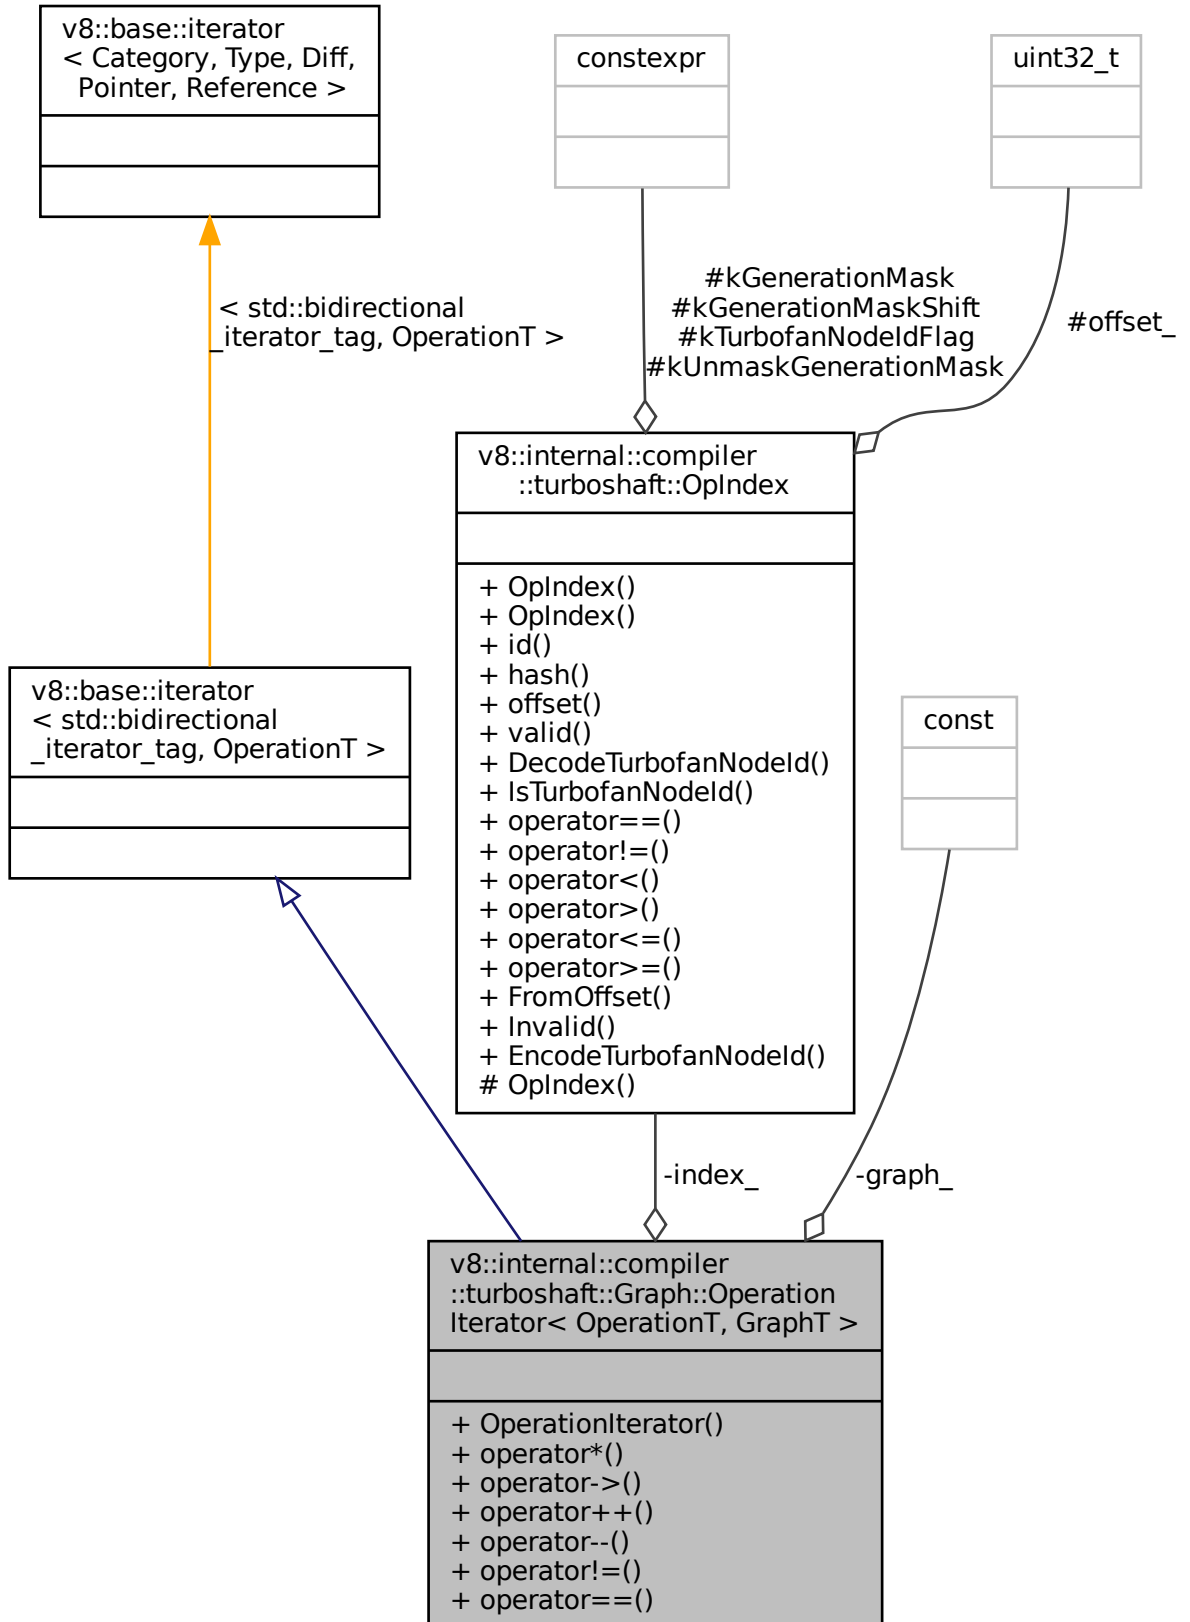 v8::base::iterator
< Category, Type, Diff,
Pointer, Reference >
constexpr
uint32_t
< std::bidirectional
_iterator_tag, OperationT >
#kGenerationMask
#kGenerationMaskShift
#kTurbofanNodeIdFlag
#kUnmaskGenerationMask
#offset_
v8::internal::compiler
::turboshaft::OpIndex
+ OpIndex()
+ OpIndex()
+ id()
+ hash()
+ offset()
+ valid()
+ DecodeTurbofanNodeId()
+ IsTurbofanNodeId()
+ operator==()
+ operator!=()
+ operator<()
+ operator>()
+ operator<=()
+ operator>=()
+ FromOffset()
+ Invalid()
+ EncodeTurbofanNodeId()
# OpIndex()
v8::base::iterator
< std::bidirectional
_iterator_tag, OperationT >
const
-index_
-graph_
v8::internal::compiler
::turboshaft::Graph::Operation
Iterator< OperationT, GraphT >
+ OperationIterator()
+ operator*()
+ operator->()
+ operator++()
+ operator--()
+ operator!=()
+ operator==()